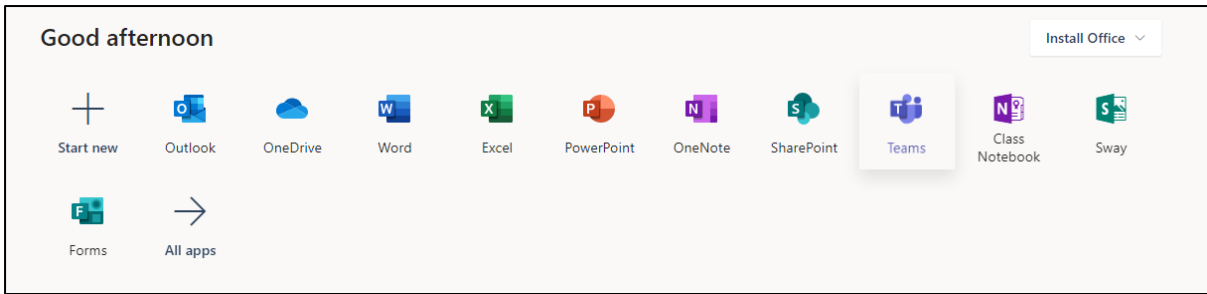 Good afternoon
Install Office
Start new
Outlook
OneDrive
Word
Excel
PowerPoint
OneNote
SharePoint
Teams
Class
Notebook
Sway
Forms
All apps